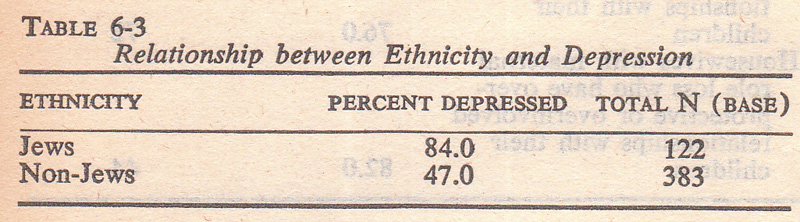 TABLE 6-3
Relationship between Ethnicity and Depression
ETHNICITY PERCENT DEPRESSED TOTAL N (BASE)
Jews 84.0 122
Non-Jews 47.0 383